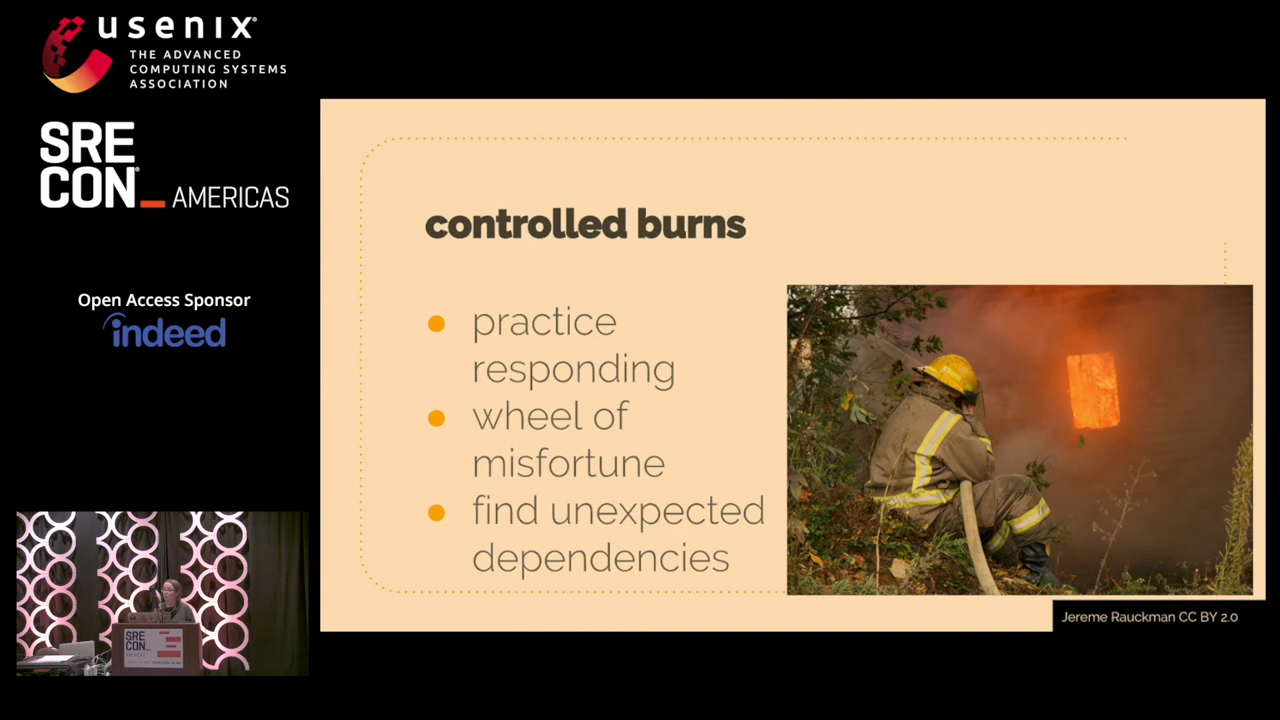 usenix®
THE ADVANCED
COMPUTING SYSTEMS
ASSOCIATION
SRE
CON®_ AMERICAS
Open Access Sponsor
indeed
controlled burns
practice
responding
wheel of
misfortune
find unexpected
dependencies
Jereme Rauckman CC BY 2.0
SRE
CON_